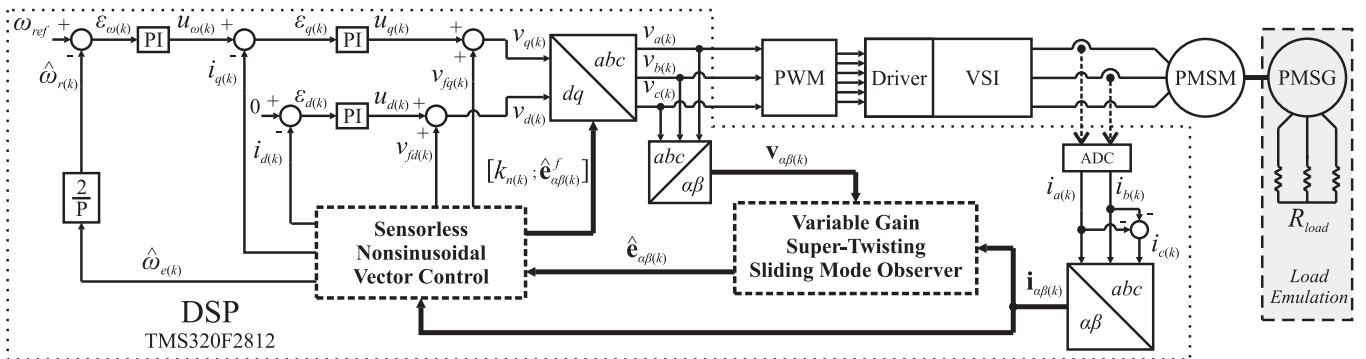 ω_ref + - ε_ω(k) PI u_ω(k) + - ε_q(k) PI u_q(k) + + v_q(k)
ω̂_r(k)
i_q(k)
v_fq(k)
0 + - ε_d(k) PI u_d(k) + + v_d(k)
i_d(k)
v_fd(k)
abc
dq
v_a(k)
v_b(k)
v_c(k)
PWM
Driver
VSI
PMSM
PMSG
abc
αβ
v_αβ(k)
ADC
i_a(k)
i_b(k)
- -
i_c(k)
R_load
Load
Emulation
[k_n(k) ; ê^f_αβ(k)]
2
P
ω̂_e(k)
Sensorless
Nonsinusoidal
Vector Control
ê_αβ(k)
Variable Gain
Super-Twisting
Sliding Mode Observer
i_αβ(k)
abc
αβ
DSP
TMS320F2812